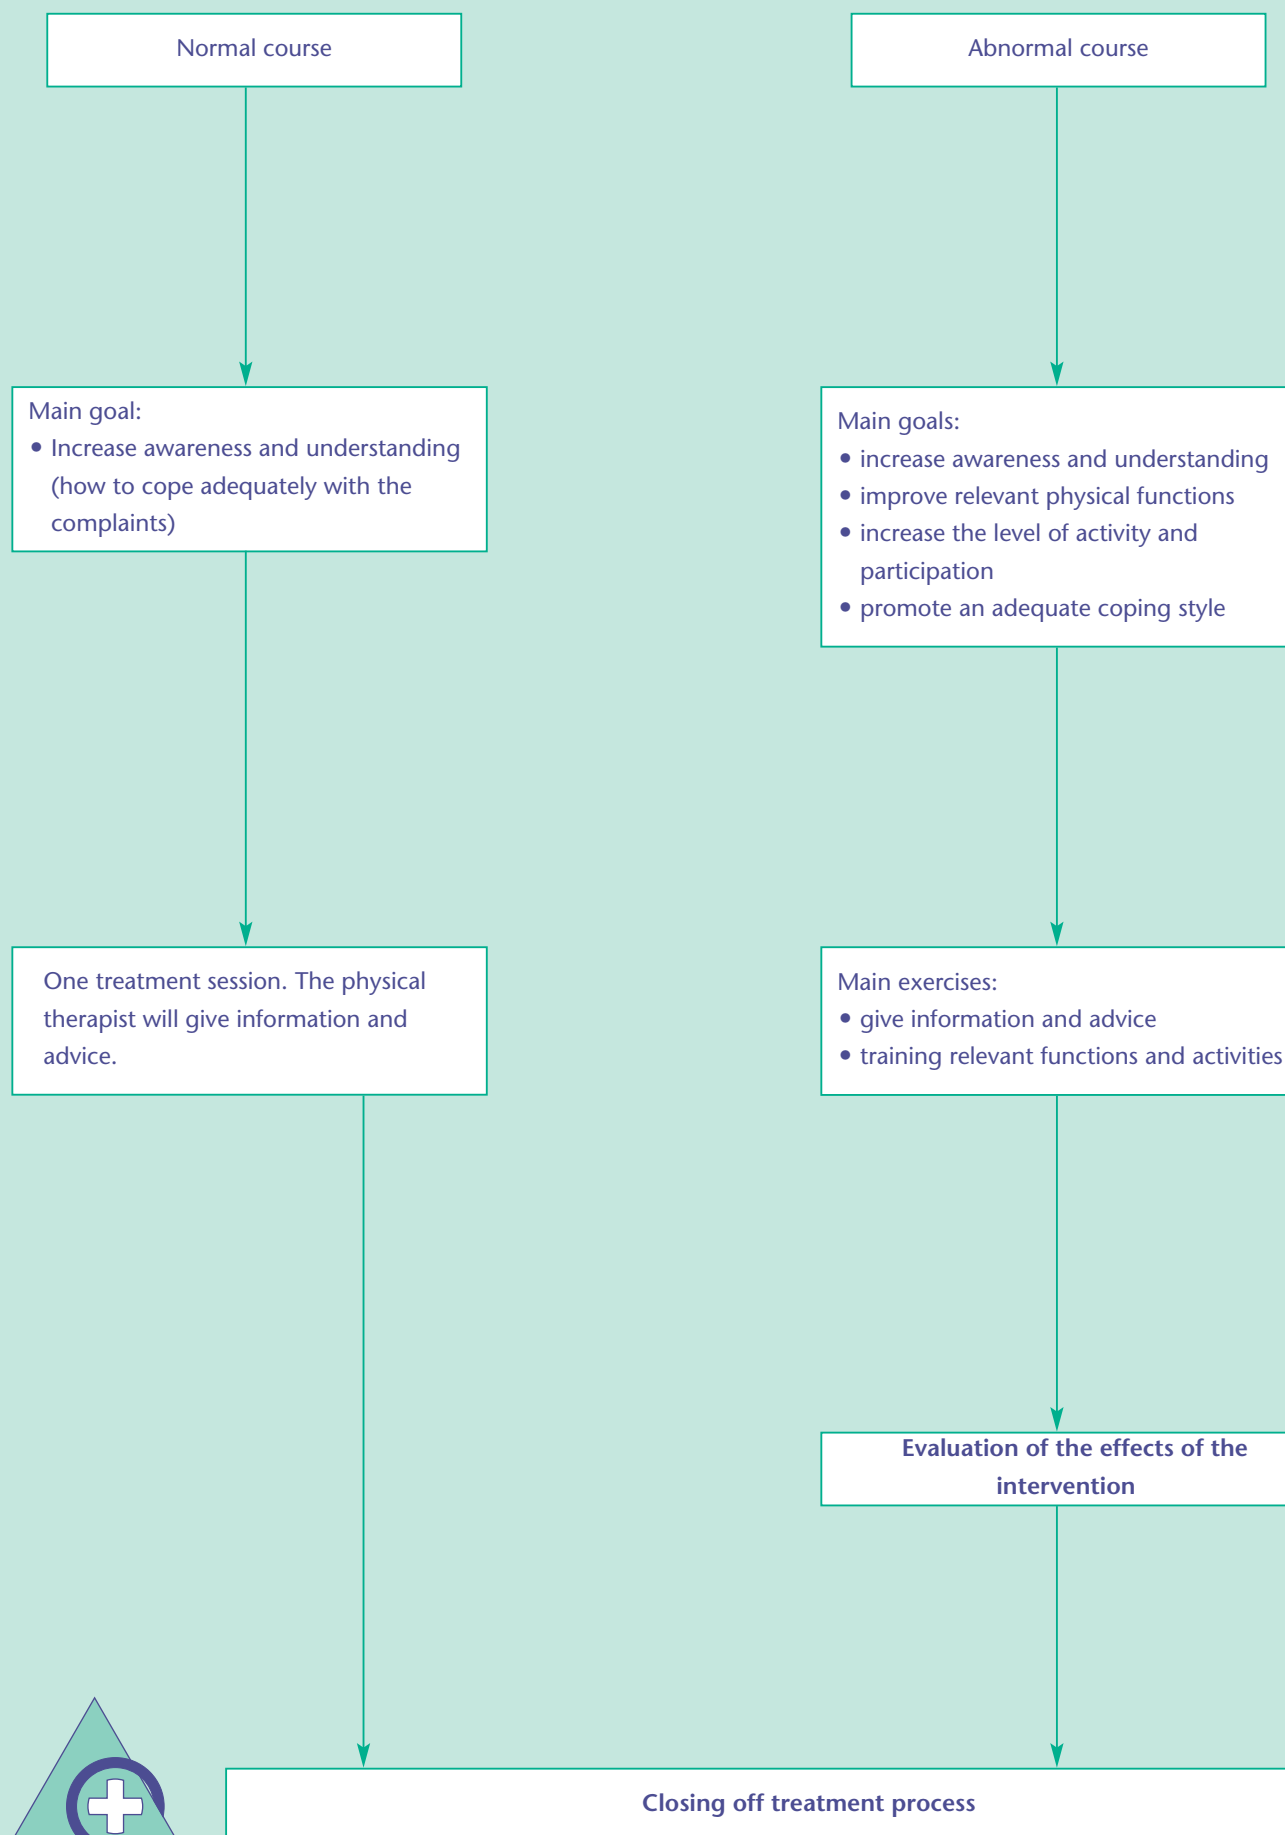 Normal course
Abnormal course
Main goal:
• Increase awareness and understanding
(how to cope adequately with the
complaints)
Main goals:
• increase awareness and understanding
• improve relevant physical functions
• increase the level of activity and
participation
• promote an adequate coping style
One treatment session. The physical
therapist will give information and
advice.
Main exercises:
• give information and advice
• training relevant functions and activities
Evaluation of the effects of the
intervention
Closing off treatment process